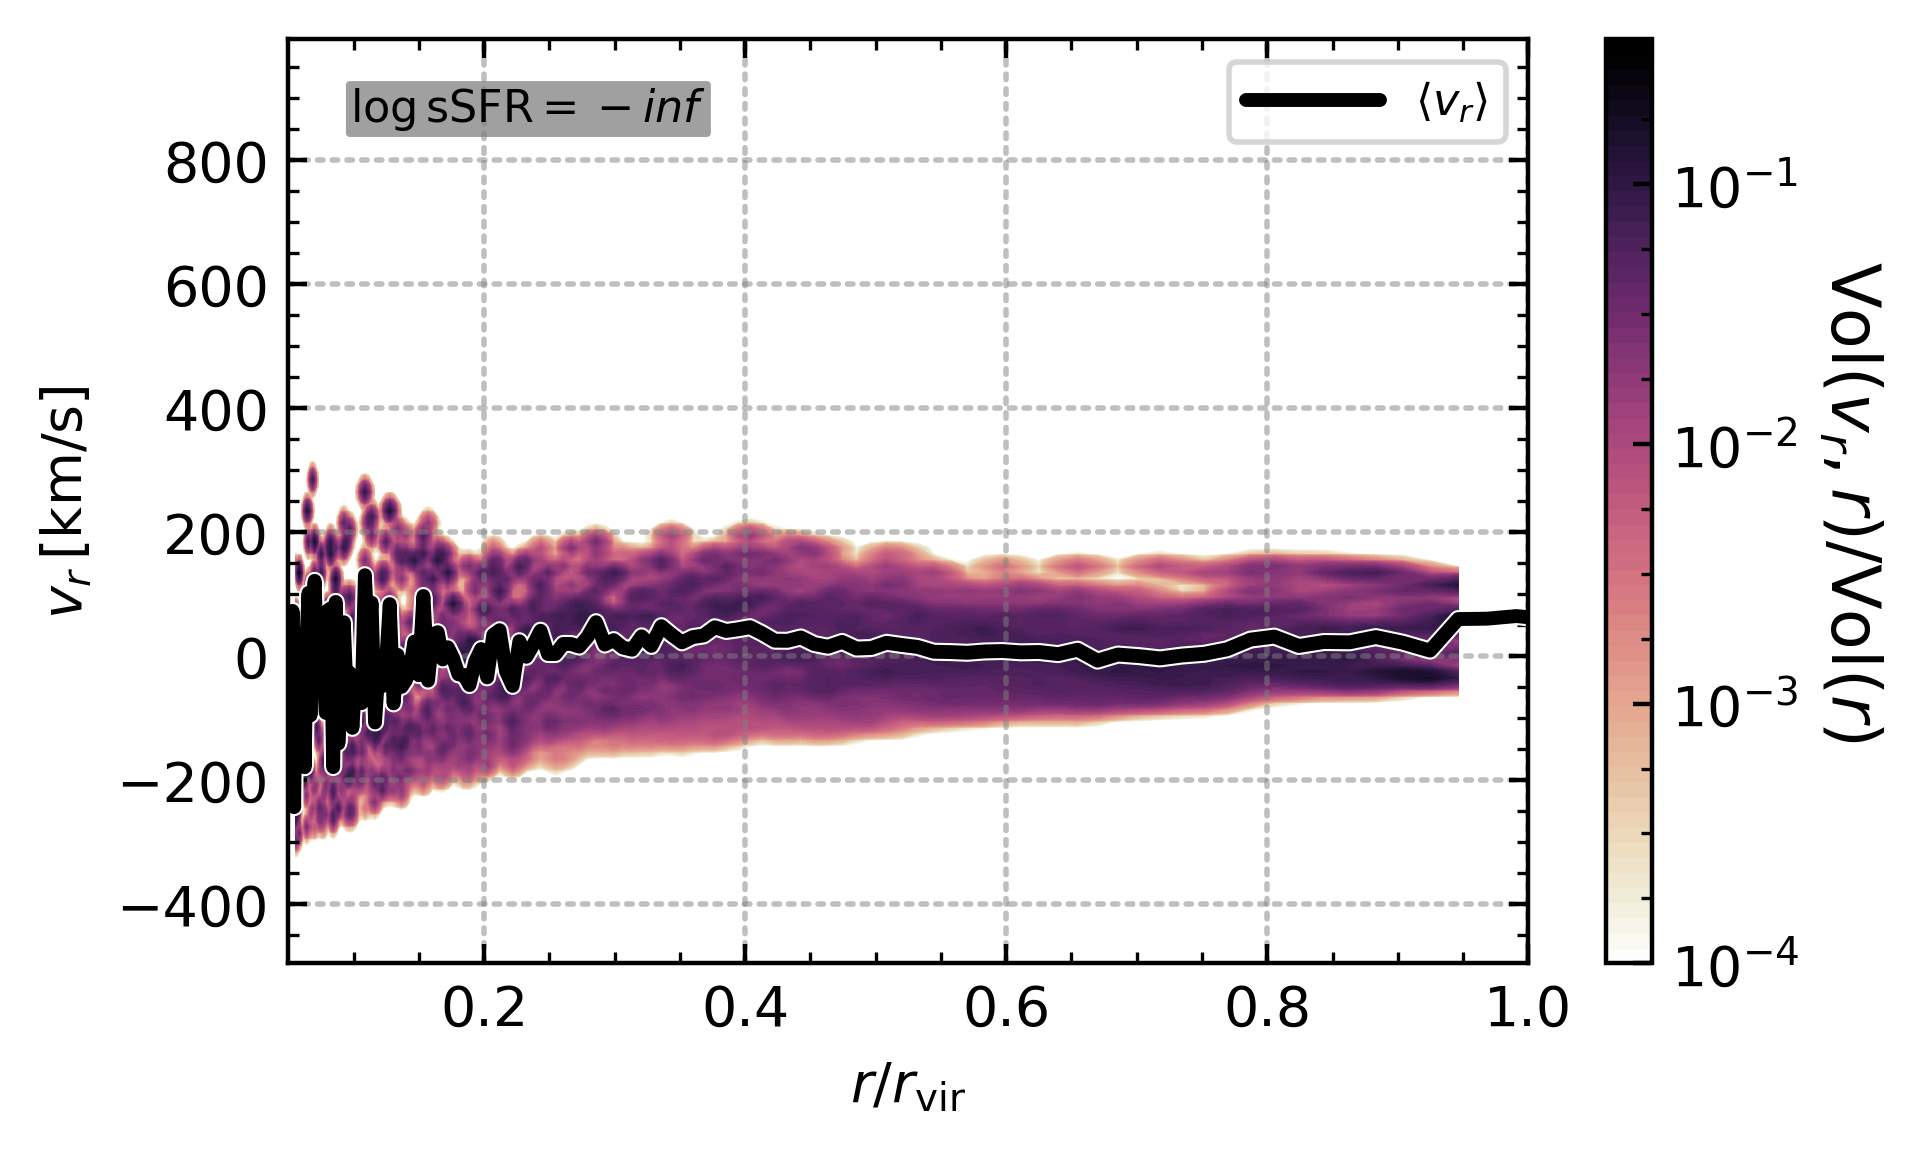 log sSFR = −inf
⟨v_r⟩
800
600
400
200
0
−200
−400
v_r [km/s]
0.2 0.4 0.6 0.8 1.0
r/r_vir
10⁻¹
10⁻²
10⁻³
10⁻⁴
Vol(v_r, r)/Vol(r)